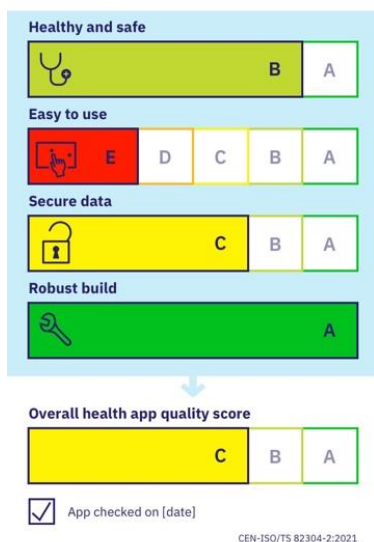 Healthy and safe
B A
Easy to use
E D C B A
Secure data
C B A
Robust build
A
Overall health app quality score
C B A
App checked on [date]
CEN-ISO/TS 82304-2:2021